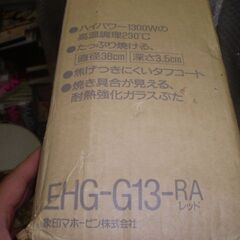 ●ハイパワー1300Wの
高温調理230℃
●たっぷり焼ける、
直径38cm 深さ3.5cm
●焦げつきにくいタフコート
●焼き具合が見える、
耐熱強化ガラスぶた
EHG-G13-RA
レッド
象印マホービン株式会社